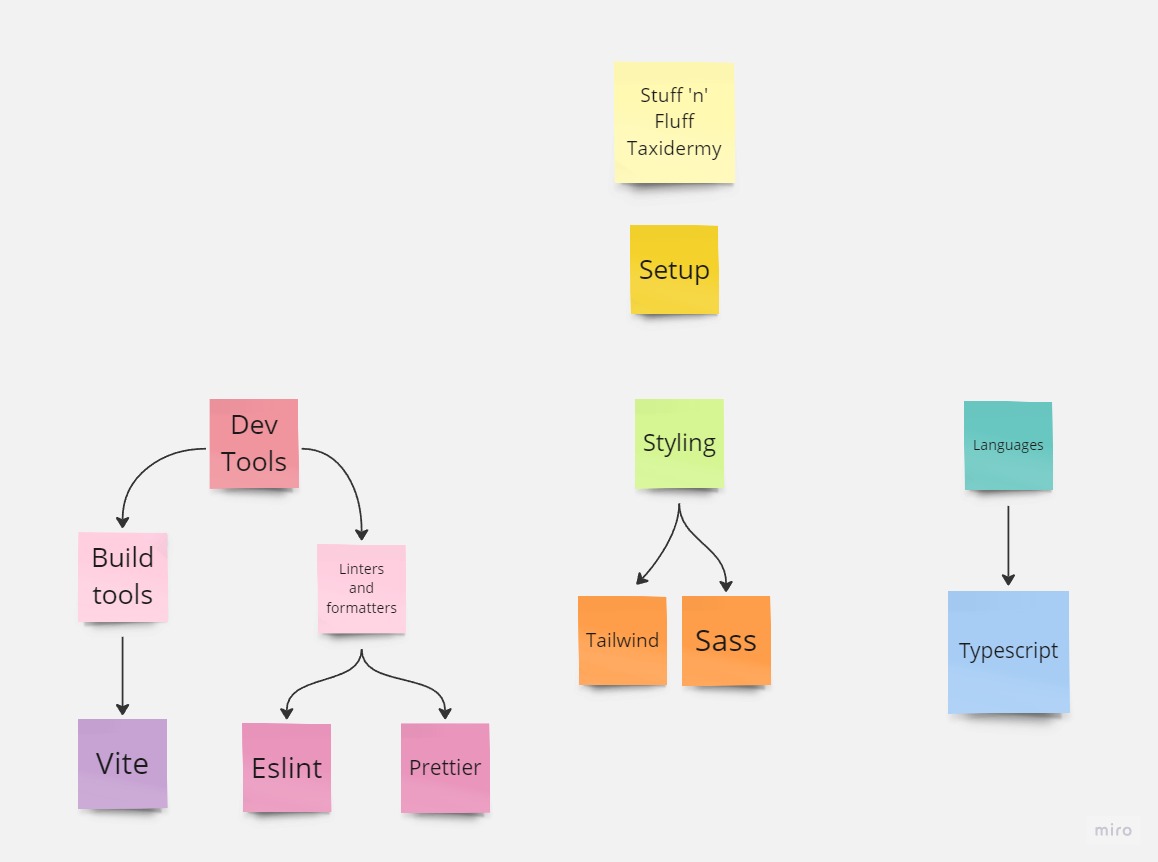 Stuff 'n'
Fluff
Taxidermy
Setup
Dev
Tools
Styling
Languages
Build
tools
Linters
and
formatters
Tailwind
Sass
Typescript
Vite
Eslint
Prettier
miro